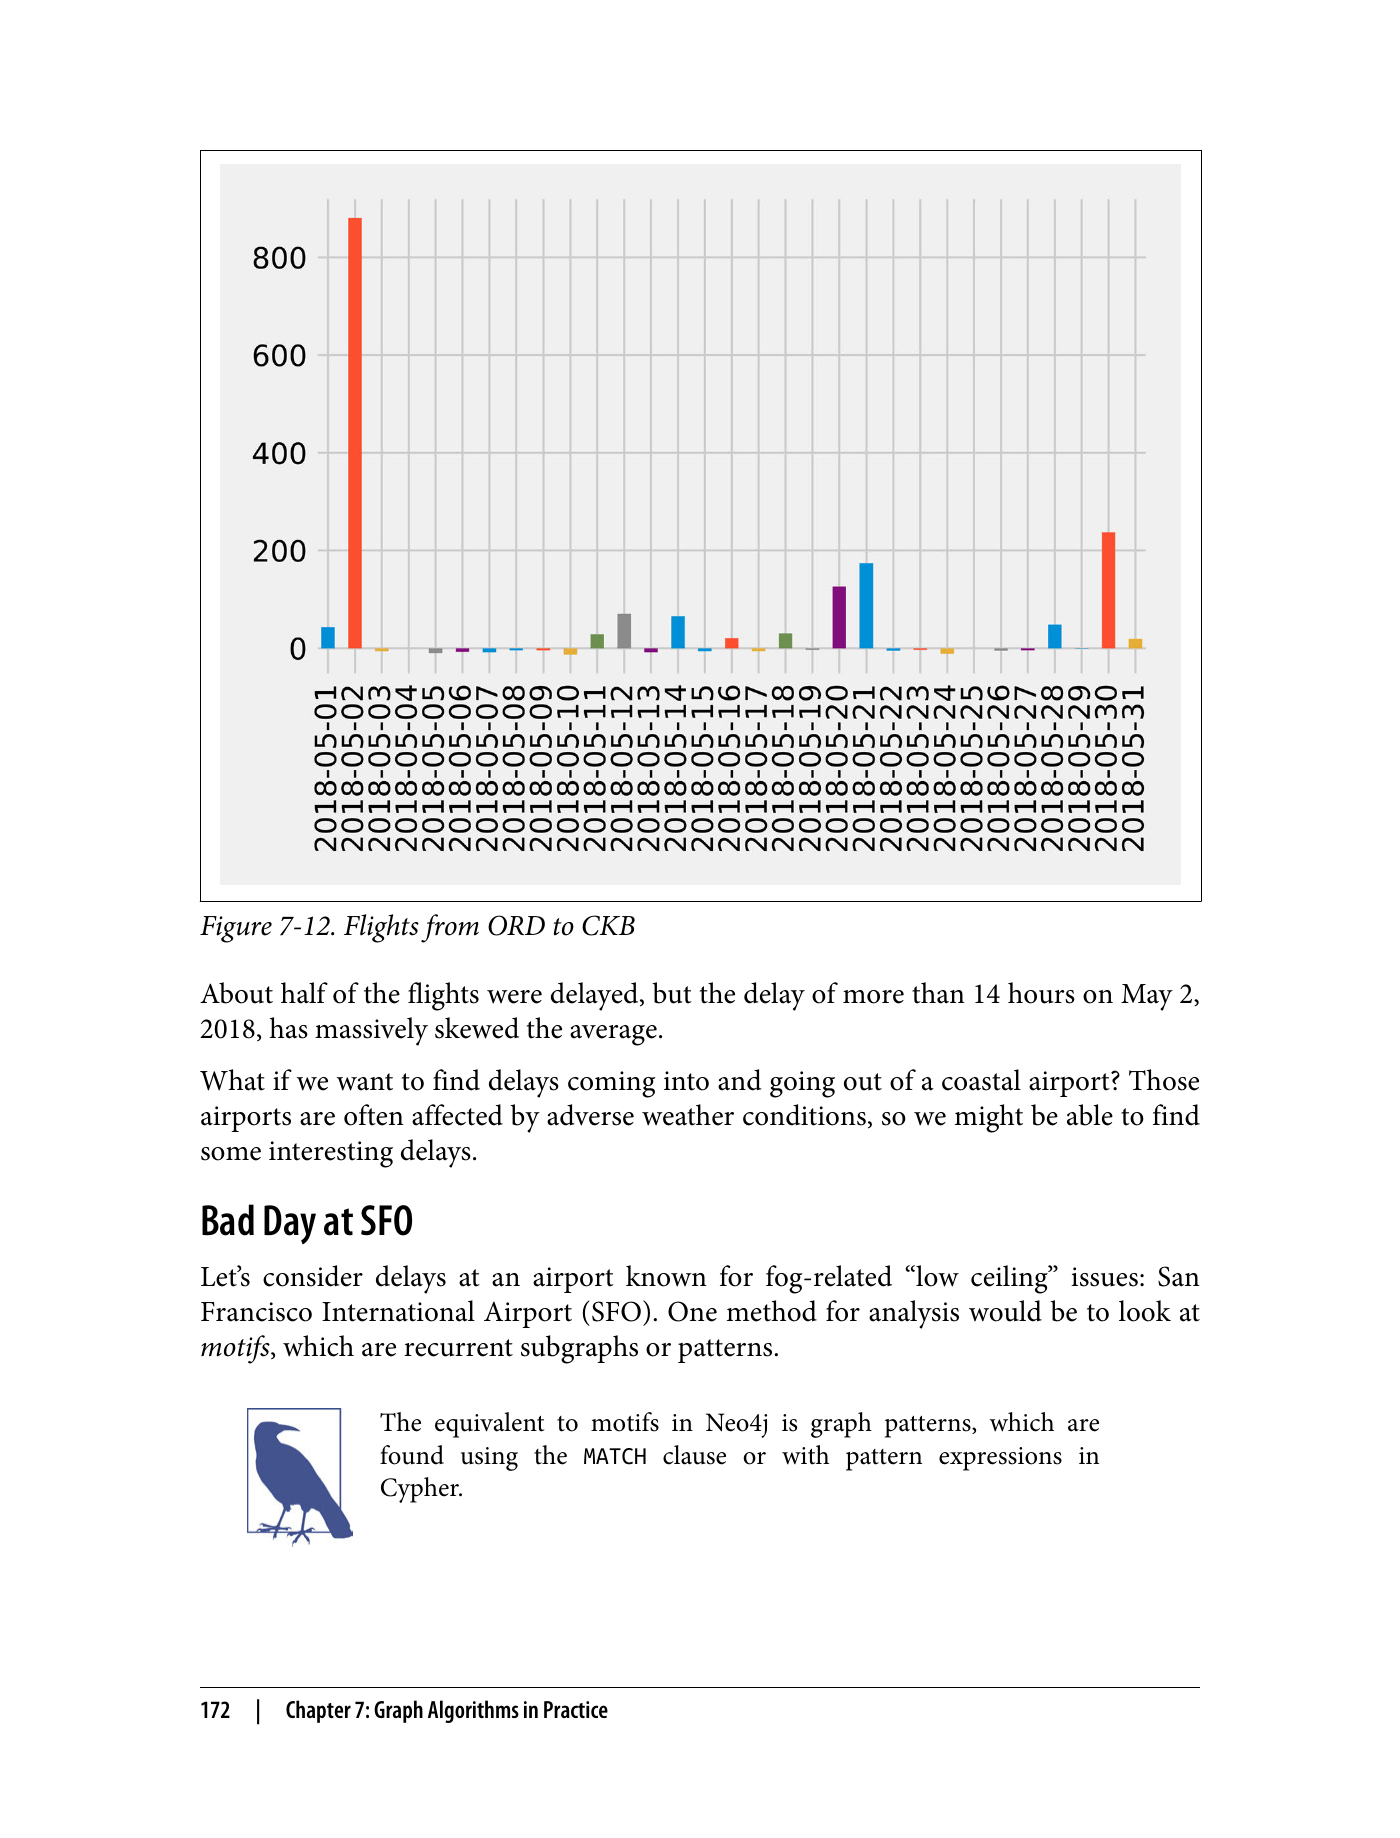 800
600
400
200
0
2018-05-01
2018-05-02
2018-05-03
2018-05-04
2018-05-05
2018-05-06
2018-05-07
2018-05-08
2018-05-09
2018-05-10
2018-05-11
2018-05-12
2018-05-13
2018-05-14
2018-05-15
2018-05-16
2018-05-17
2018-05-18
2018-05-19
2018-05-20
2018-05-21
2018-05-22
2018-05-23
2018-05-24
2018-05-25
2018-05-26
2018-05-27
2018-05-28
2018-05-29
2018-05-30
2018-05-31
Figure 7-12. Flights from ORD to CKB
About half of the flights were delayed, but the delay of more than 14 hours on May 2,
2018, has massively skewed the average.
What if we want to find delays coming into and going out of a coastal airport? Those
airports are often affected by adverse weather conditions, so we might be able to find
some interesting delays.
Bad Day at SFO
Let’s consider delays at an airport known for fog-related “low ceiling” issues: San
Francisco International Airport (SFO). One method for analysis would be to look at
motifs, which are recurrent subgraphs or patterns.
The equivalent to motifs in Neo4j is graph patterns, which are
found using the MATCH clause or with pattern expressions in
Cypher.
172 | Chapter 7: Graph Algorithms in Practice